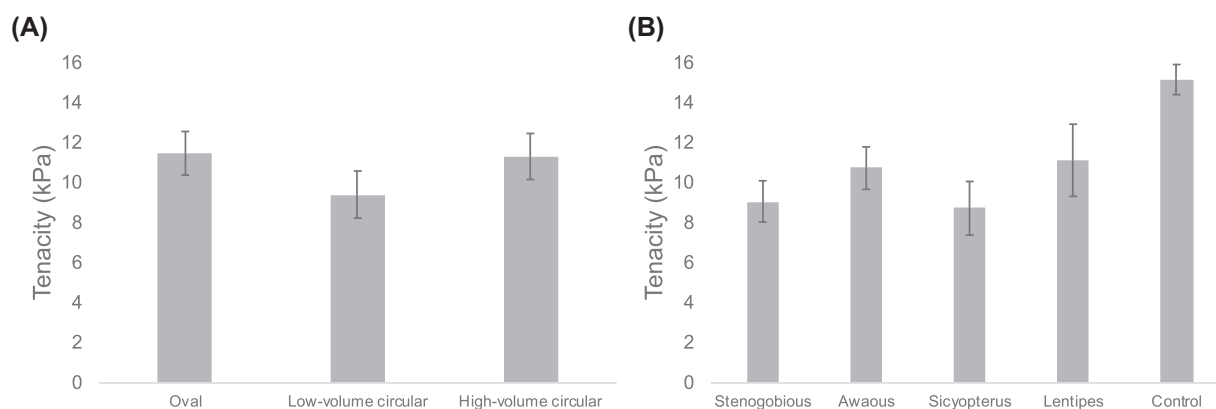 (A)
Tenacity (kPa)
16
14
12
10
8
6
4
2
0
Oval
Low-volume circular
High-volume circular
(B)
Tenacity (kPa)
16
14
12
10
8
6
4
2
0
Stenogobious
Awaous
Sicyopterus
Lentipes
Control